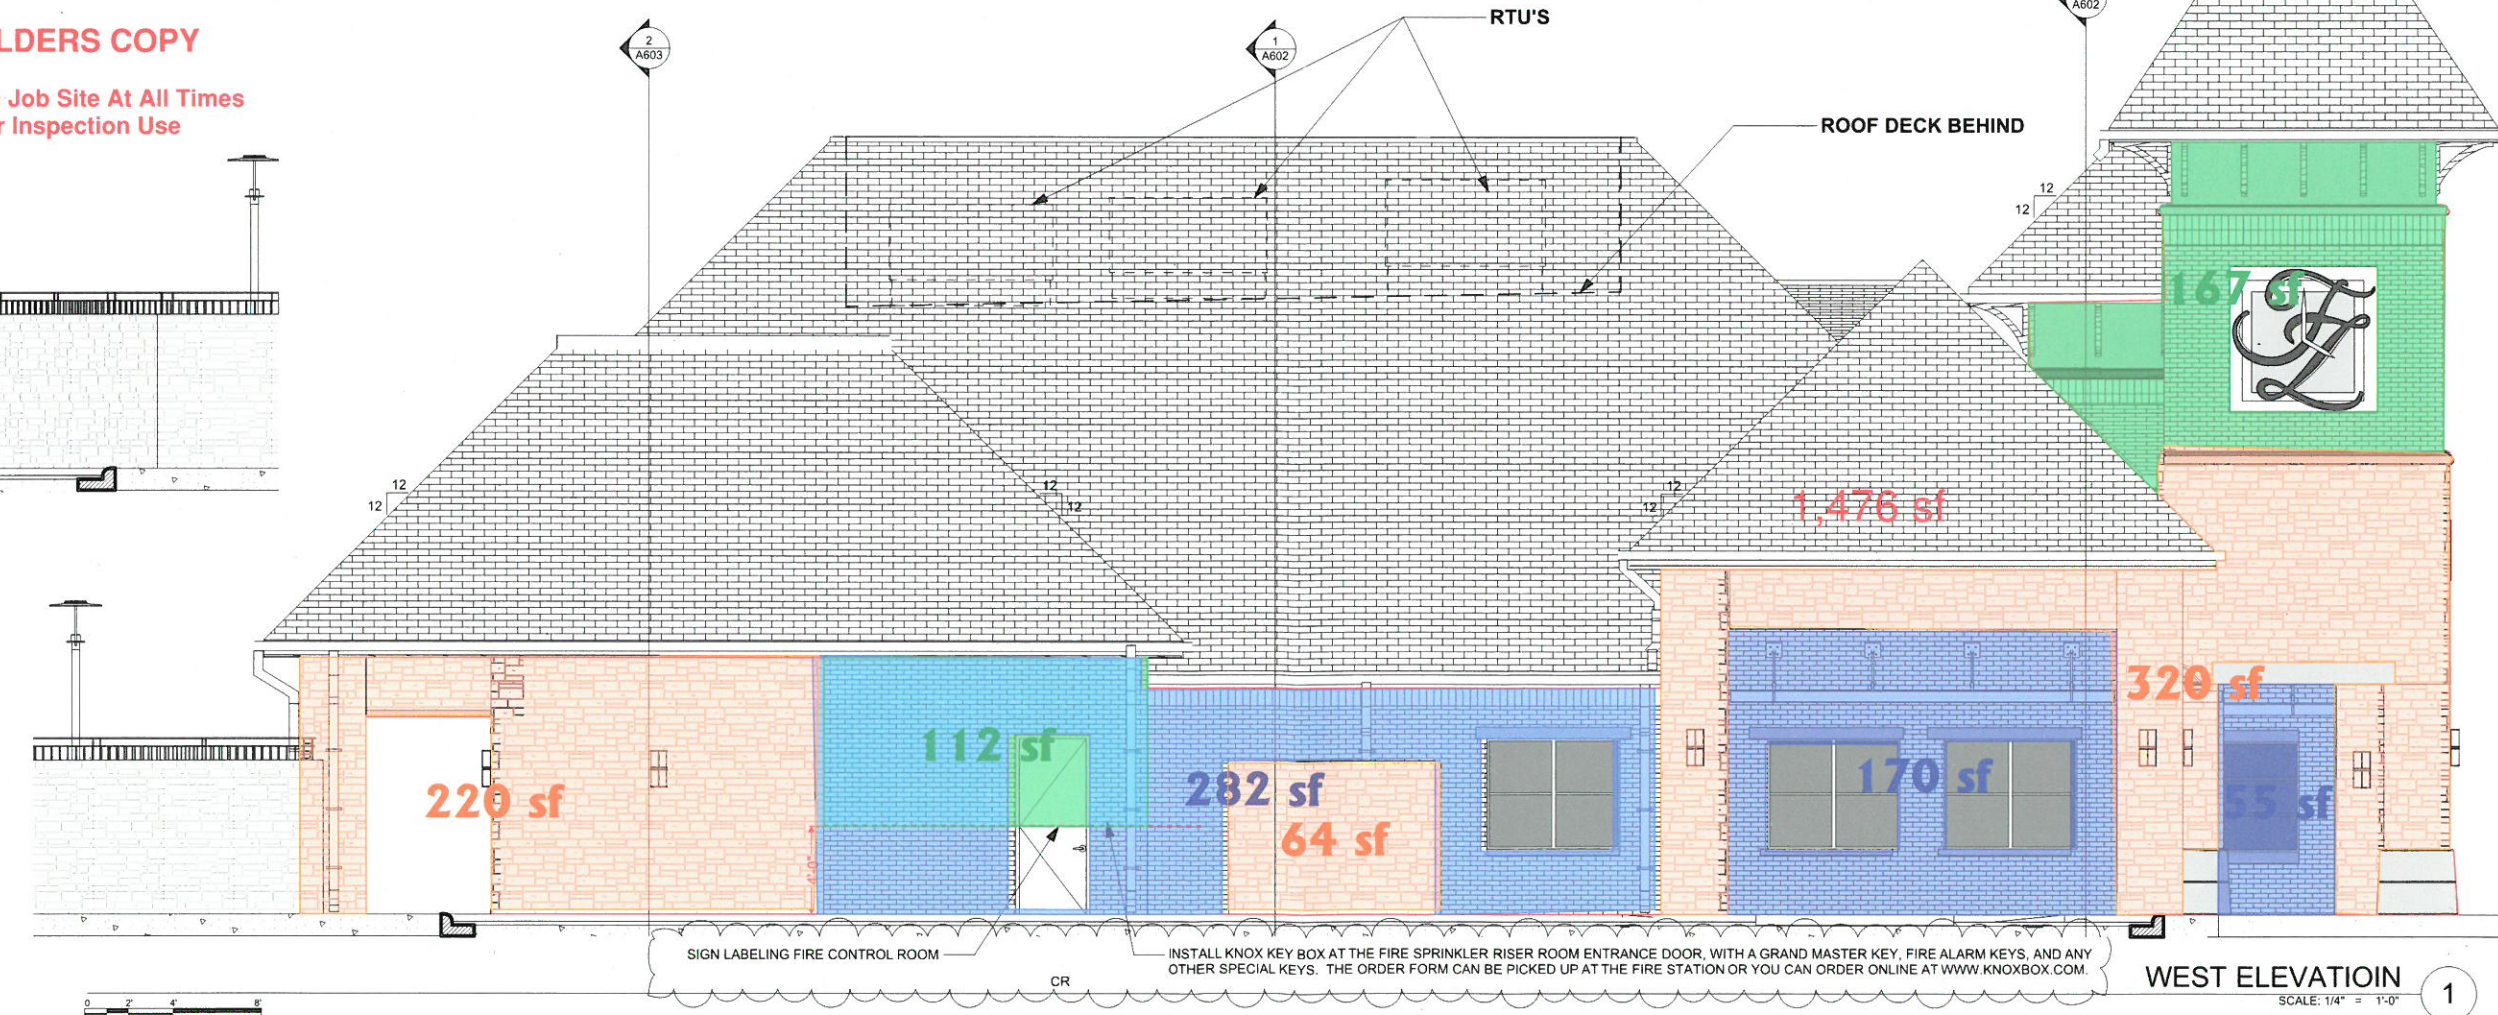 LDERS COPY
Job Site At All Times
r Inspection Use
2
A603
1
A602
A602
RTU'S
ROOF DECK BEHIND
12
12
167 sf
12
12
12
12
12
12
1,476 sf
320 sf
112 sf
282 sf
170 sf
220 sf
64 sf
55 sf
4'-0"
SIGN LABELING FIRE CONTROL ROOM
INSTALL KNOX KEY BOX AT THE FIRE SPRINKLER RISER ROOM ENTRANCE DOOR, WITH A GRAND MASTER KEY, FIRE ALARM KEYS, AND ANY
OTHER SPECIAL KEYS. THE ORDER FORM CAN BE PICKED UP AT THE FIRE STATION OR YOU CAN ORDER ONLINE AT WWW.KNOXBOX.COM.
CR
WEST ELEVATIOIN
SCALE: 1/4" = 1'-0"
1
0 2' 4' 8'